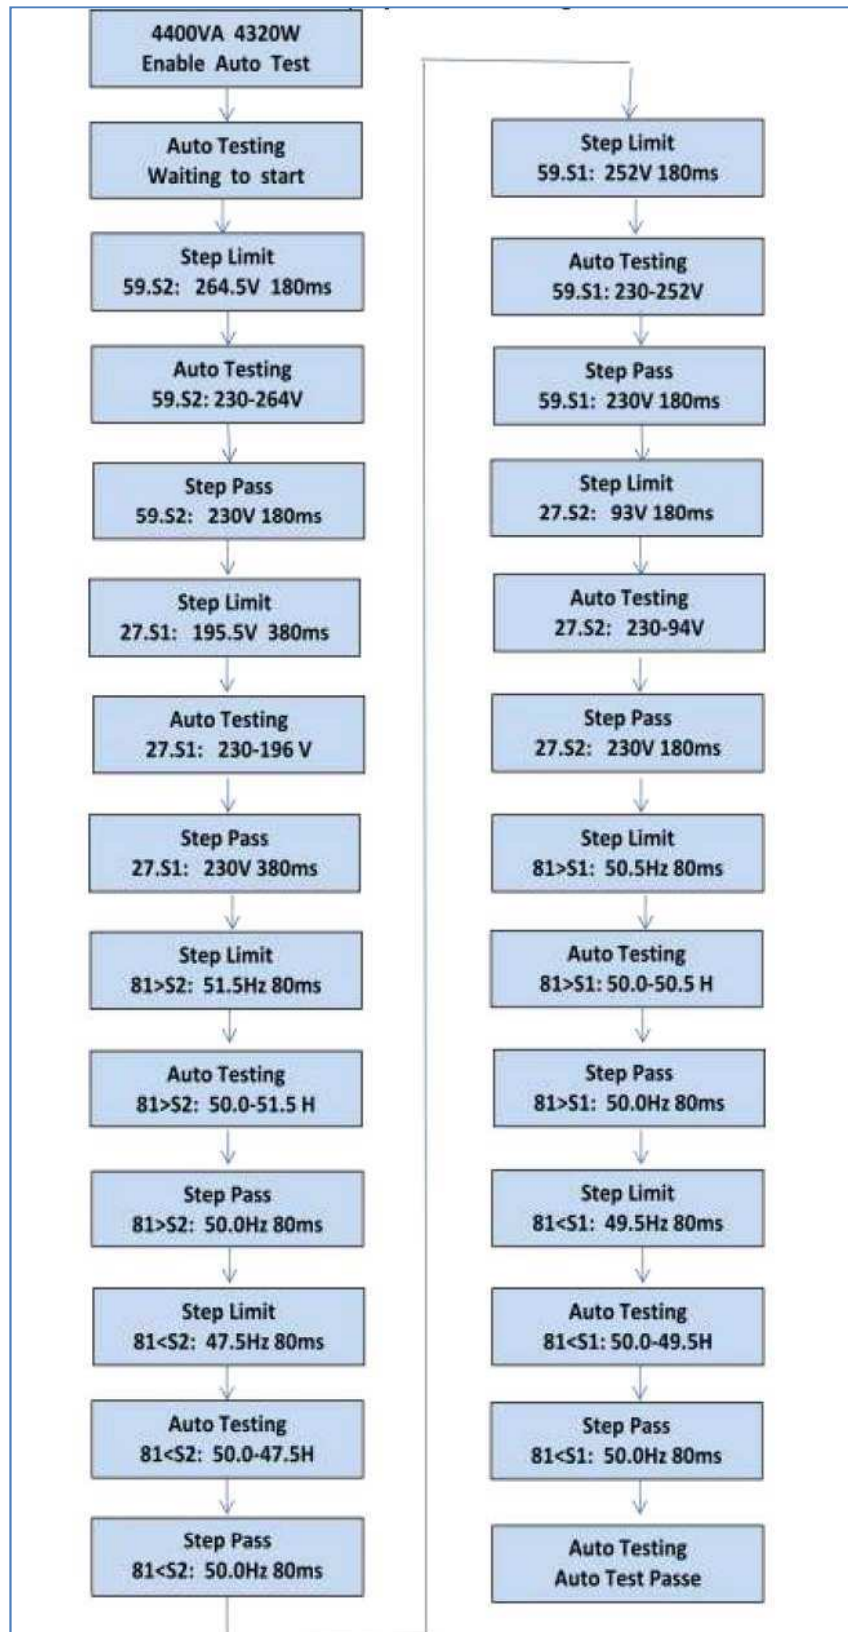 4400VA 4320W
Enable Auto Test
Auto Testing
Waiting to start
Step Limit
59.S2: 264.5V 180ms
Auto Testing
59.S2: 230-264V
Step Pass
59.S2: 230V 180ms
Step Limit
27.S1: 195.5V 380ms
Auto Testing
27.S1: 230-196 V
Step Pass
27.S1: 230V 380ms
Step Limit
81>S2: 51.5Hz 80ms
Auto Testing
81>S2: 50.0-51.5 H
Step Pass
81>S2: 50.0Hz 80ms
Step Limit
81<S2: 47.5Hz 80ms
Auto Testing
81<S2: 50.0-47.5H
Step Pass
81<S2: 50.0Hz 80ms
Step Limit
59.S1: 252V 180ms
Auto Testing
59.S1: 230-252V
Step Pass
59.S1: 230V 180ms
Step Limit
27.S2: 93V 180ms
Auto Testing
27.S2: 230-94V
Step Pass
27.S2: 230V 180ms
Step Limit
81>S1: 50.5Hz 80ms
Auto Testing
81>S1: 50.0-50.5 H
Step Pass
81>S1: 50.0Hz 80ms
Step Limit
81<S1: 49.5Hz 80ms
Auto Testing
81<S1: 50.0-49.5H
Step Pass
81<S1: 50.0Hz 80ms
Auto Testing
Auto Test Passe